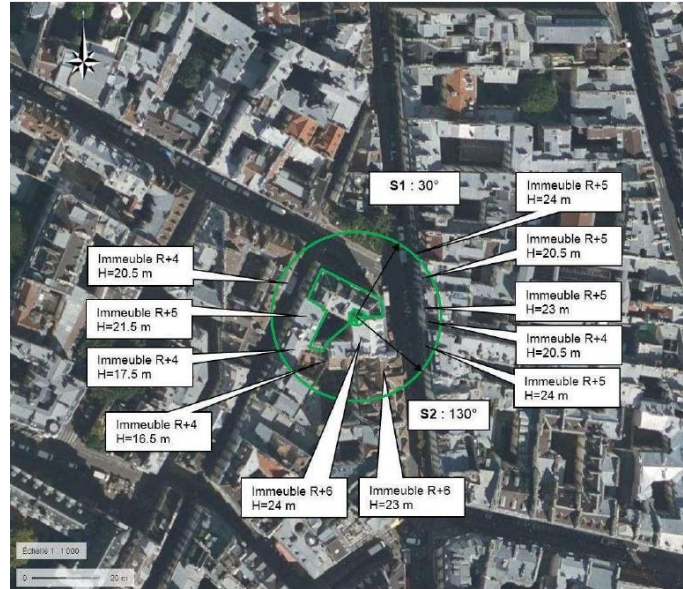 S1 : 30°
Immeuble R+5
H=24 m
Immeuble R+5
H=20.5 m
Immeuble R+4
H=20.5 m
Immeuble R+5
H=23 m
Immeuble R+5
H=21.5 m
Immeuble R+4
H=20.5 m
Immeuble R+4
H=17.5 m
Immeuble R+5
H=24 m
Immeuble R+4
H=16.5 m
S2 : 130°
Immeuble R+6
H=24 m
Immeuble R+6
H=23 m
Échelle 1 : 1 000
0
20 m